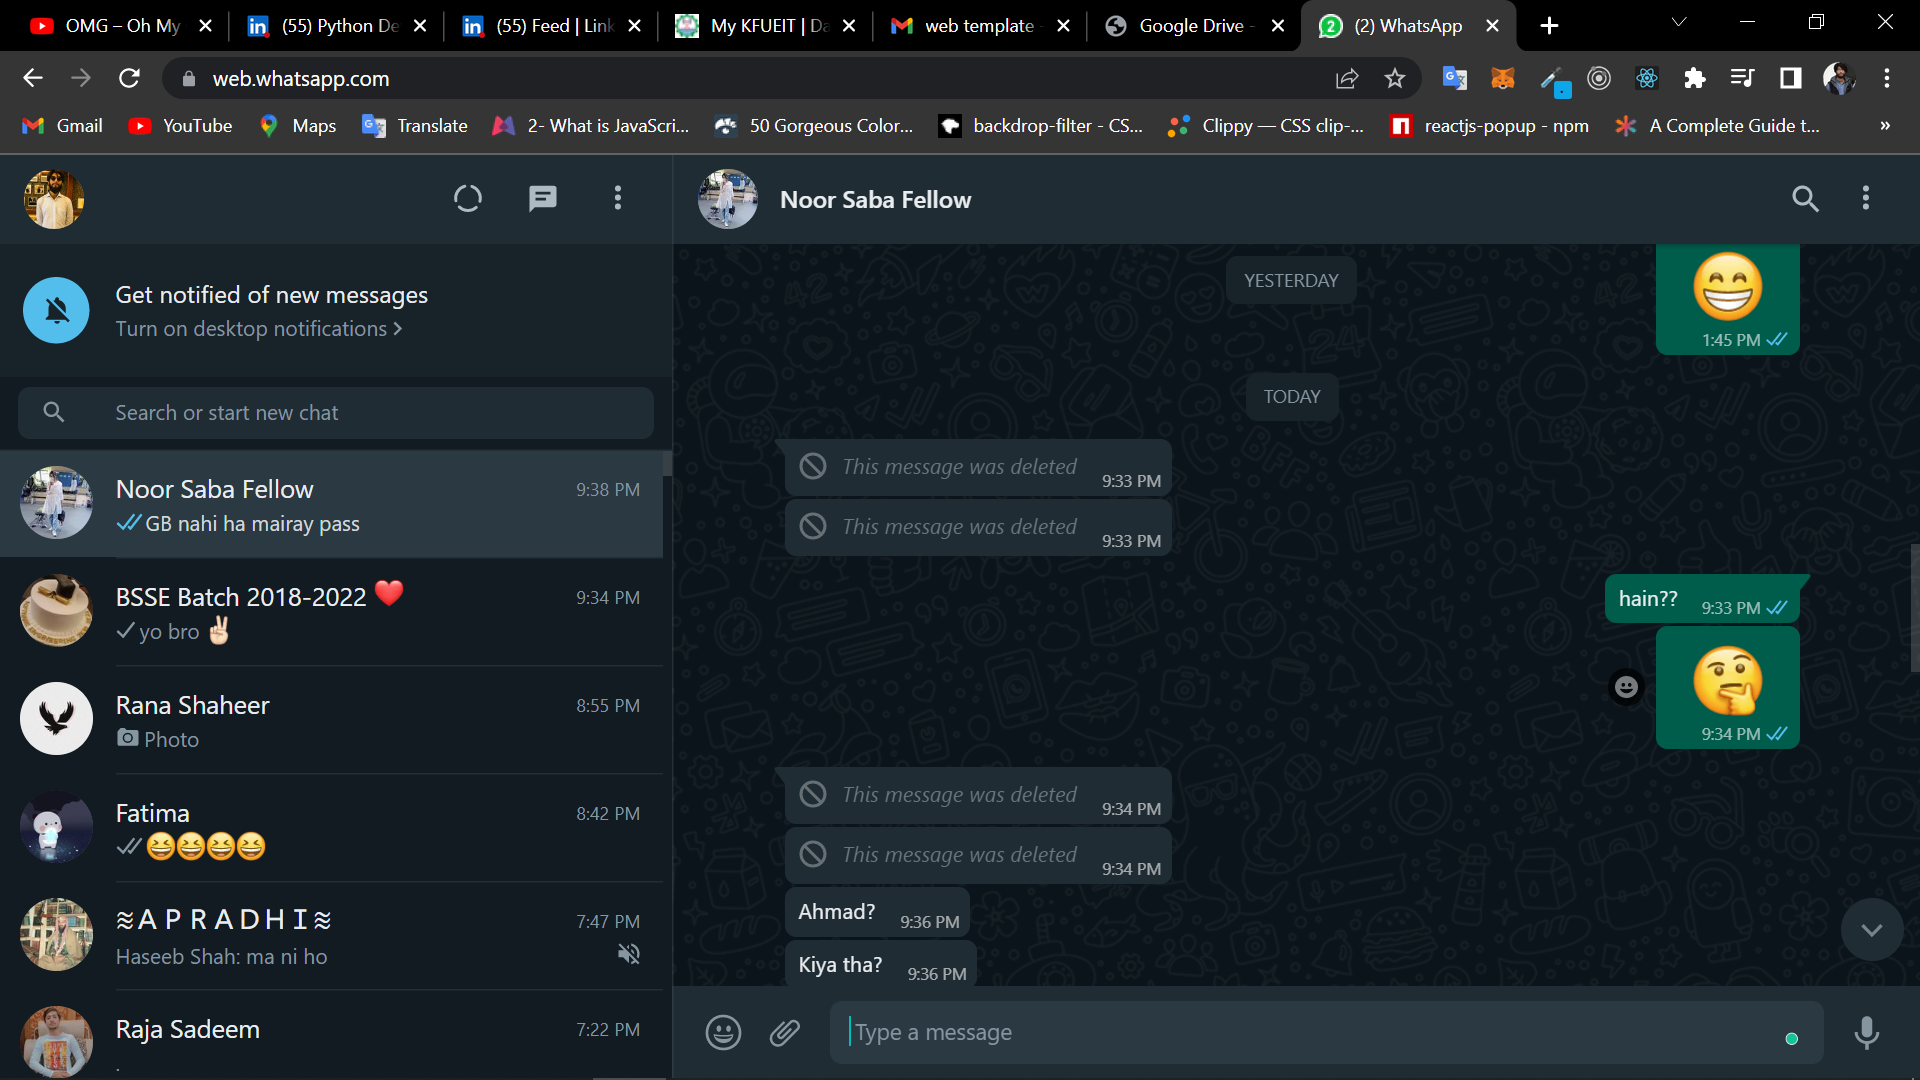 OMG – Oh My
(55) Python De
(55) Feed | Link
My KFUEIT | Da
web template -
Google Drive -
2
(2) WhatsApp
web.whatsapp.com
Gmail
YouTube
Maps
Translate
2- What is JavaScri...
50 Gorgeous Color...
backdrop-filter - CS...
Clippy — CSS clip-...
reactjs-popup - npm
A Complete Guide t...
»
Get notified of new messages
Turn on desktop notifications >
Search or start new chat
Noor Saba Fellow
9:38 PM
GB nahi ha mairay pass
BSSE Batch 2018-2022 ❤️
9:34 PM
yo bro ✌🏻
Rana Shaheer
8:55 PM
Photo
Fatima
8:42 PM
😆😆😆😆
≋A P R A D H I≋
7:47 PM
Haseeb Shah: ma ni ho
Raja Sadeem
7:22 PM
.
Noor Saba Fellow
YESTERDAY
😁
1:45 PM
TODAY
This message was deleted
9:33 PM
This message was deleted
9:33 PM
hain??
9:33 PM
🤔
9:34 PM
This message was deleted
9:34 PM
This message was deleted
9:34 PM
Ahmad?
9:36 PM
Kiya tha?
9:36 PM
Type a message